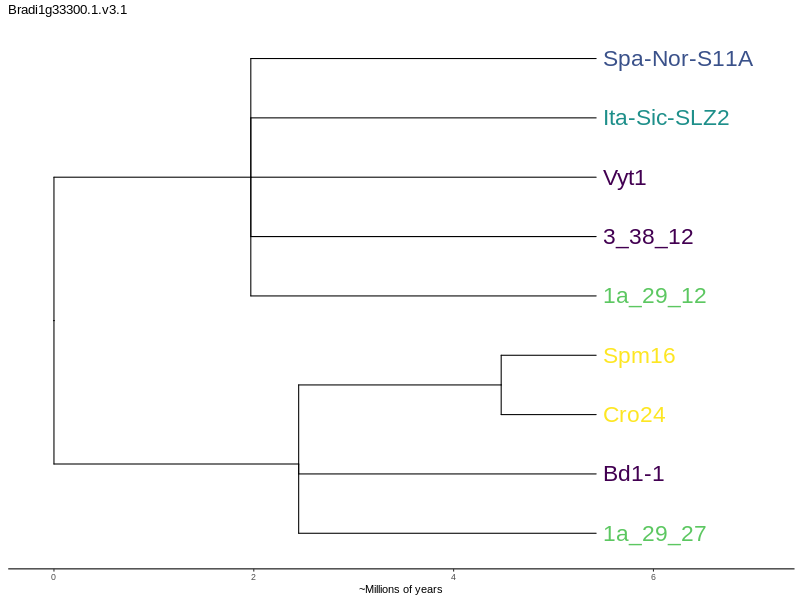 Bradi1g33300.1.v3.1
Spa-Nor-S11A
Ita-Sic-SLZ2
Vyt1
3_38_12
1a_29_12
Spm16
Cro24
Bd1-1
1a_29_27
0 2 4 6
~Millions of years